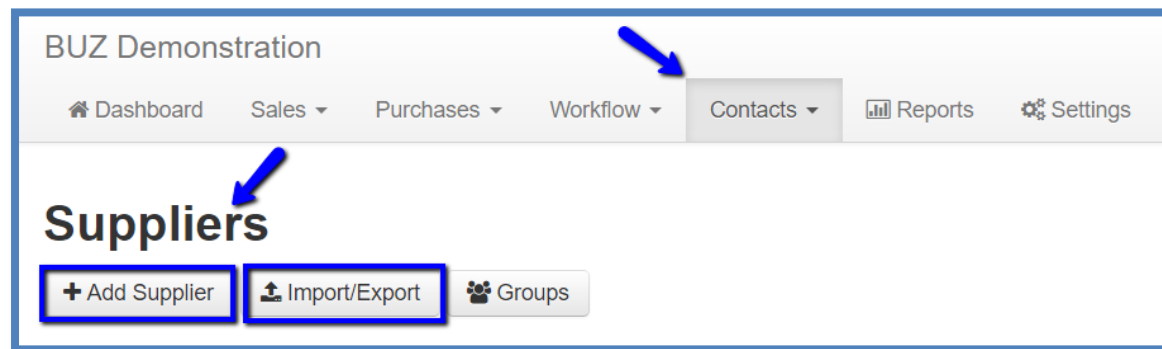 BUZ Demonstration
Dashboard Sales Purchases Workflow Contacts Reports Settings
Suppliers
+ Add Supplier Import/Export Groups